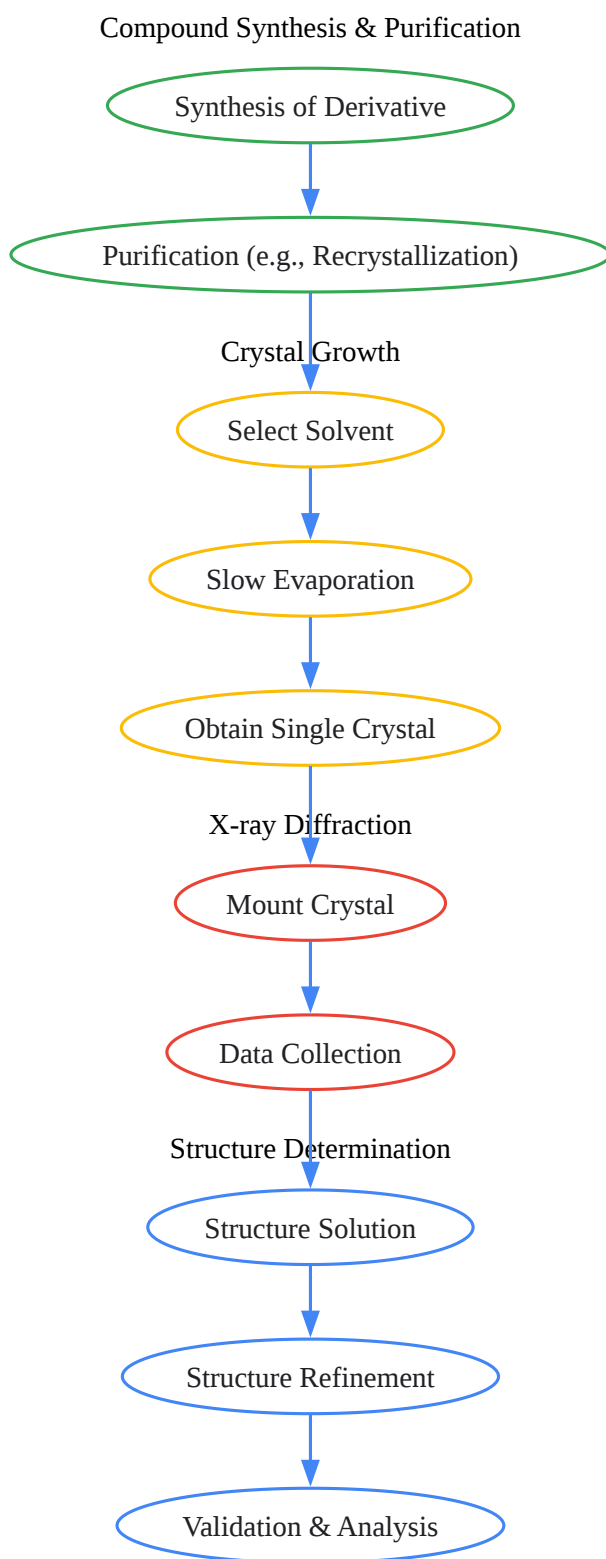 Compound Synthesis & Purification
Synthesis of Derivative
Purification (e.g., Recrystallization)
Crystal Growth
Select Solvent
Slow Evaporation
Obtain Single Crystal
X-ray Diffraction
Mount Crystal
Data Collection
Structure Determination
Structure Solution
Structure Refinement
Validation & Analysis